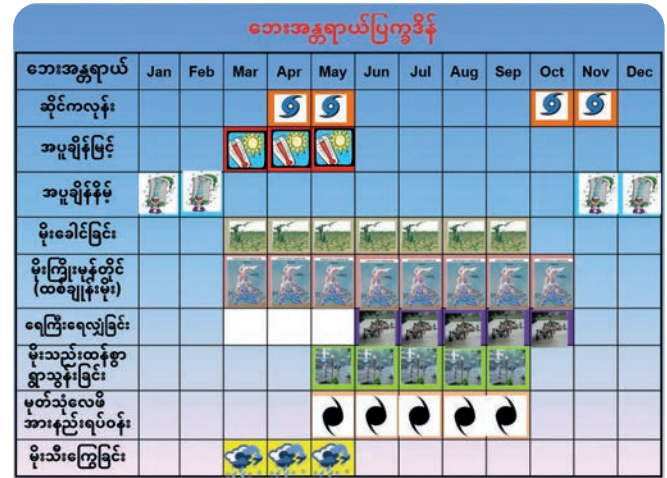 ဘေးအန္တရာယ်ပြက္ခဒိန်
ဘေးအန္တရာယ် Jan Feb Mar Apr May Jun Jul Aug Sep Oct Nov Dec
ဆိုင်ကလုန်း
အပူချိန်မြင့်
အပူချိန်နိမ့်
မိုးခေါင်ခြင်း
မိုးကြိုးမုန်တိုင်
(ထစ်ချုန်းမိုး)
ရေကြီးရေလျှံခြင်း
မိုးသည်းထန်စွာ
ရွာသွန်းခြင်း
မုတ်သုံလေဖိ
အားနည်းရပ်ဝန်း
မိုးသီးကြွေခြင်း